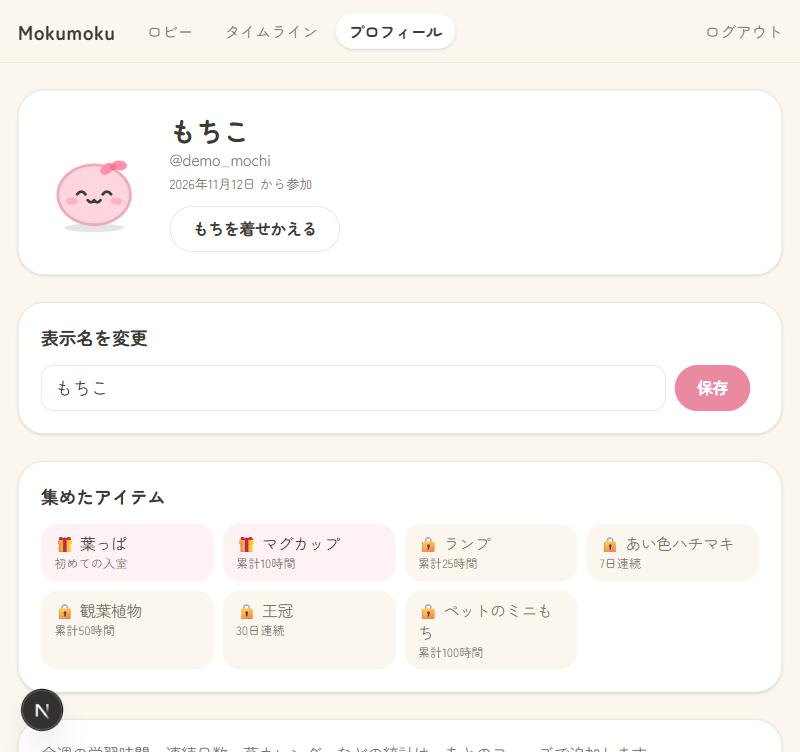 Mokumoku ロビー タイムライン プロフィール ログアウト
もちこ
@demo_mochi
2026年11月12日 から参加
もちを着せかえる
表示名を変更
もちこ 保存
集めたアイテム
葉っぱ
初めての入室
マグカップ
累計10時間
ランプ
累計25時間
あい色ハチマキ
7日連続
観葉植物
累計50時間
王冠
30日連続
ペットのミニも
ち
累計100時間
N